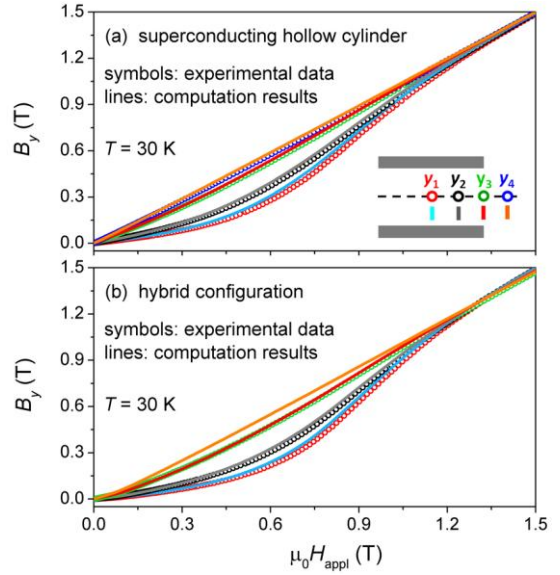 1.5
(a) superconducting hollow cylinder
1.2
symbols: experimental data
lines: computation results
0.9
B_y (T)
T = 30 K
0.6
y₁ y₂ y₃ y₄
0.3
0.0
1.5
(b) hybrid configuration
1.2
symbols: experimental data
lines: computation results
0.9
B_y (T)
T = 30 K
0.6
0.3
0.0
0.0 0.3 0.6 0.9 1.2 1.5
μ₀H_appl (T)